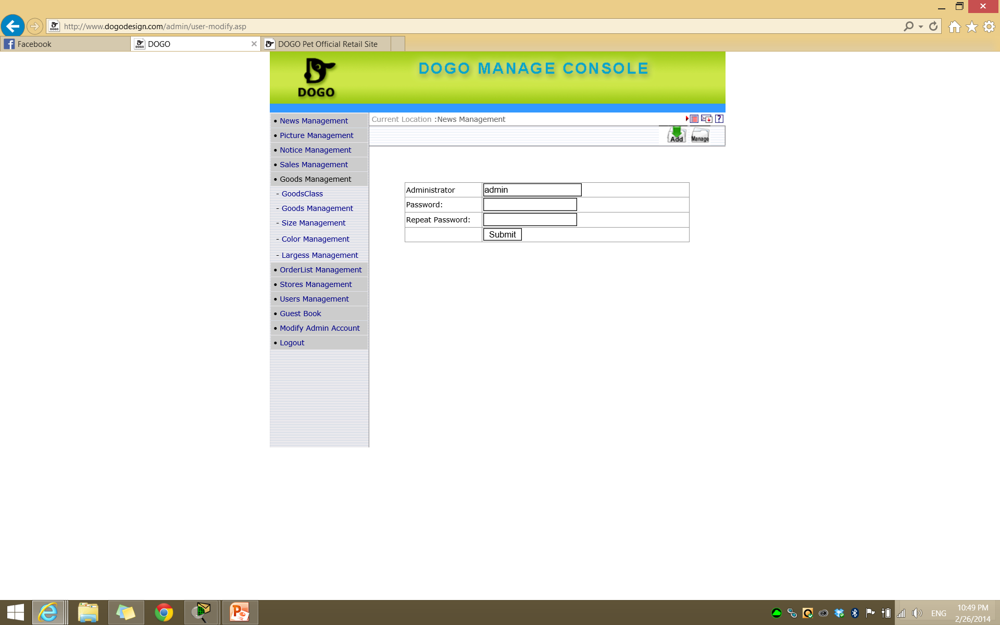 http://www.dogodesign.com/admin/user-modify.asp
Facebook
DOGO
DOGO Pet Official Retail Site
DOGO
DOGO MANAGE CONSOLE
Current Location :News Management
Add
Manage
• News Management
• Picture Management
• Notice Management
• Sales Management
• Goods Management
- GoodsClass
- Goods Management
- Size Management
- Color Management
- Largess Management
• OrderList Management
• Stores Management
• Users Management
• Guest Book
• Modify Admin Account
• Logout
Administrator admin
Password:
Repeat Password:
Submit
ENG
10:49 PM
2/26/2014